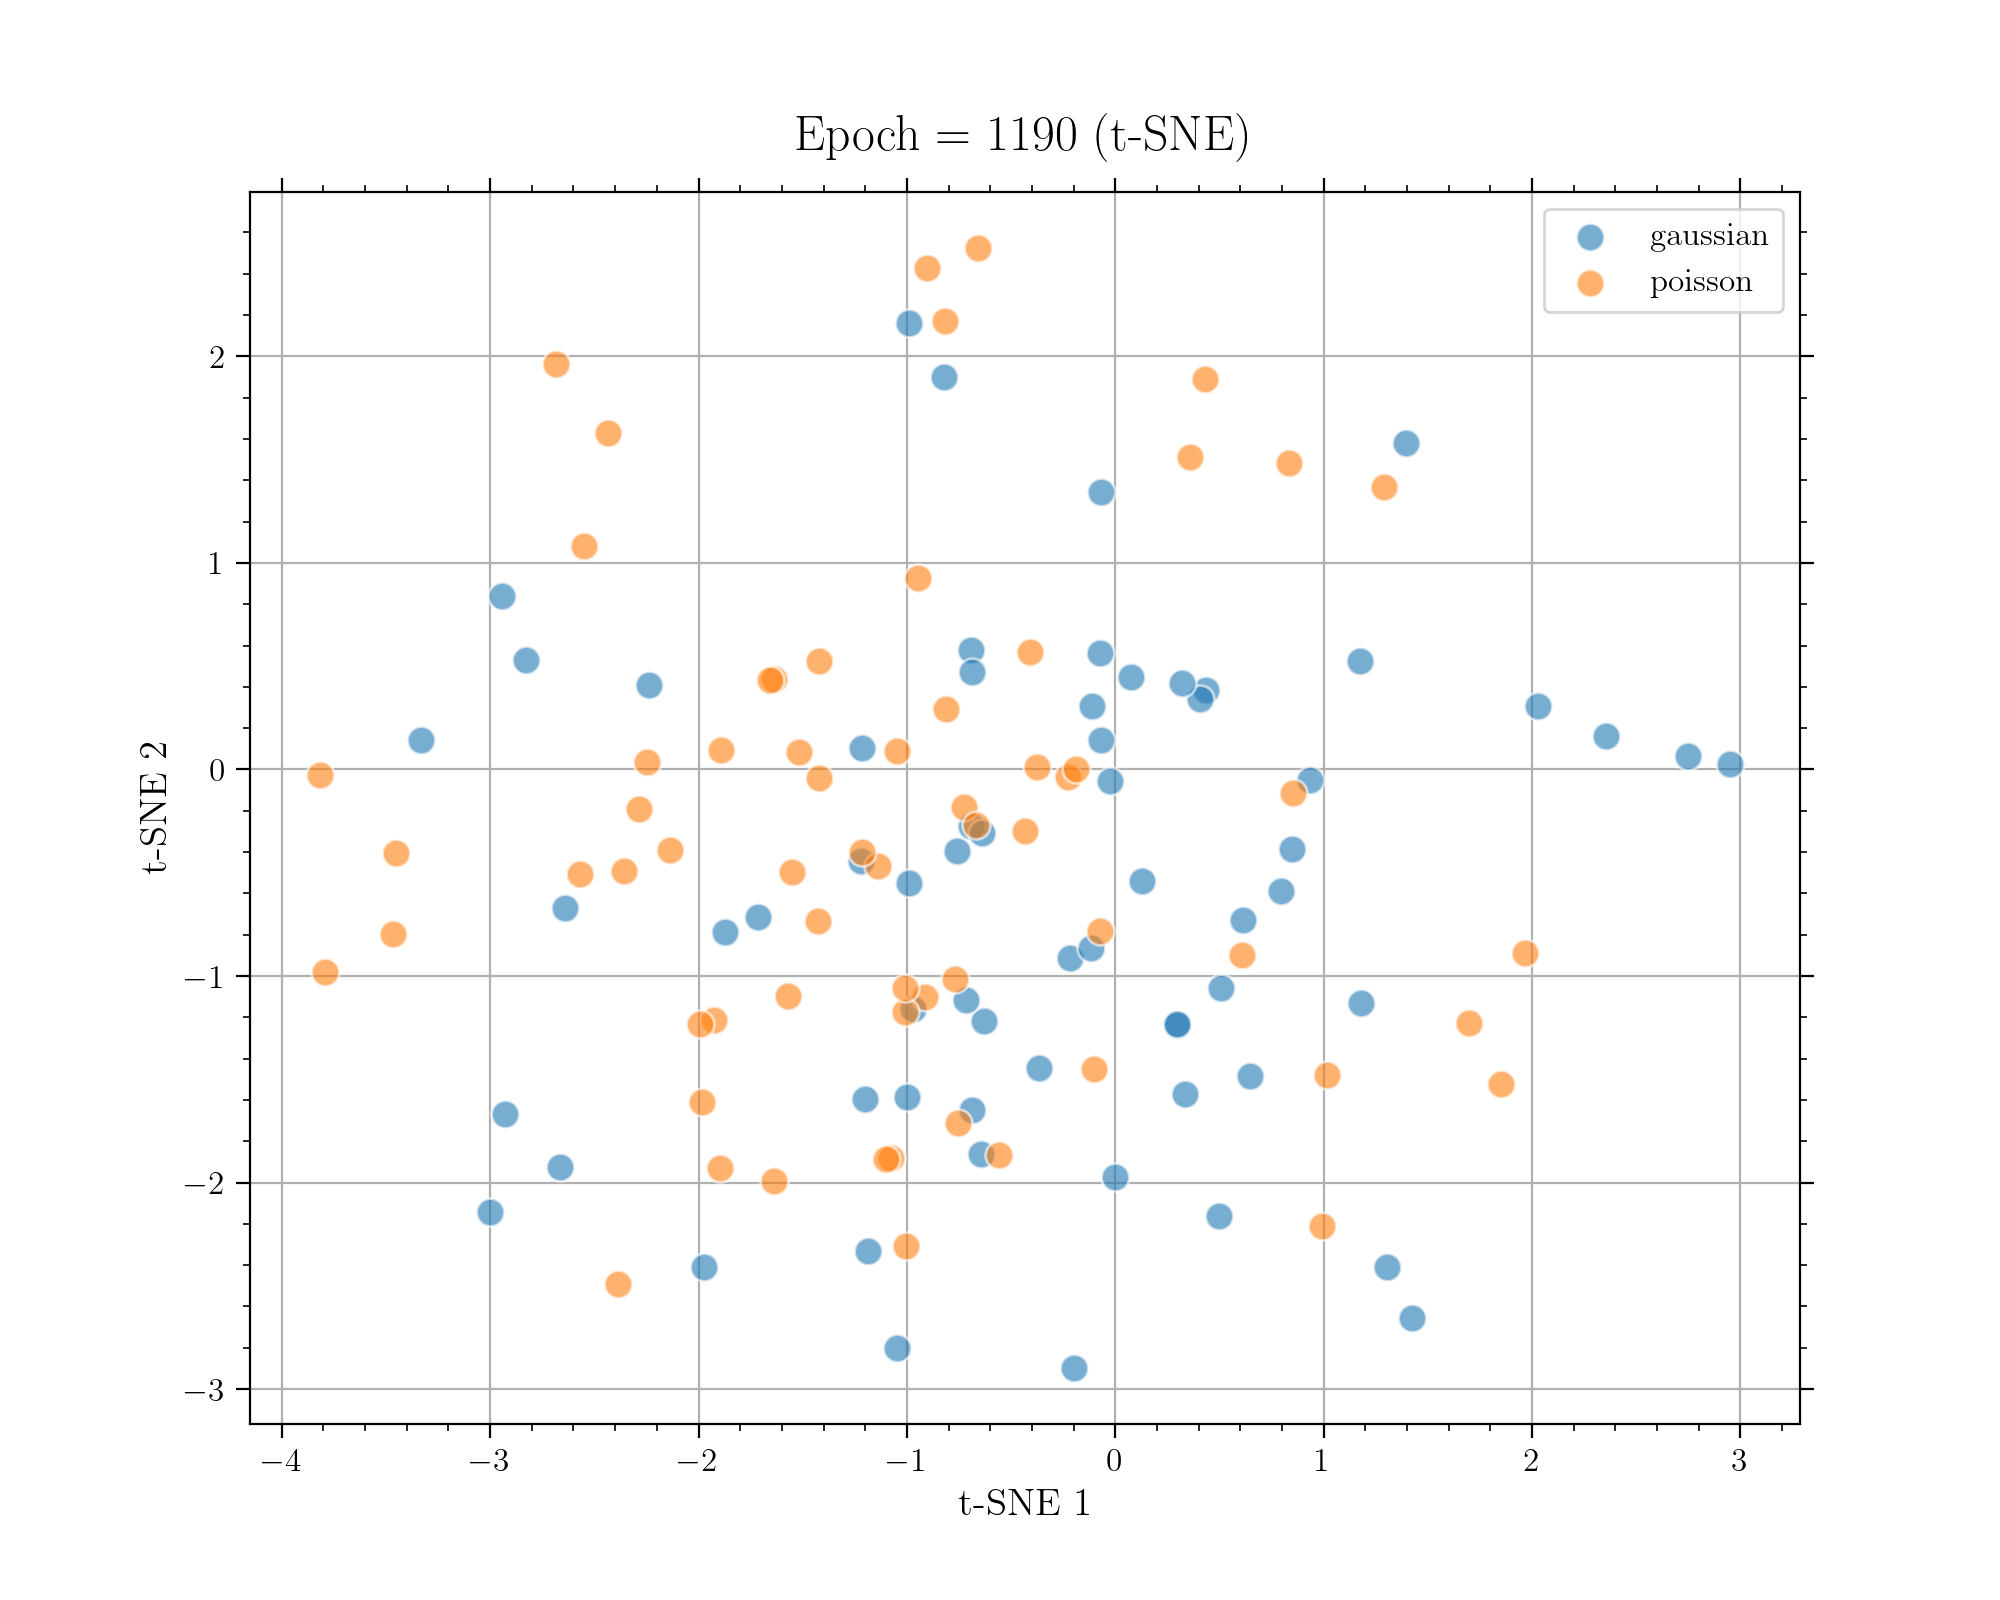 Epoch = 1190 (t-SNE)
gaussian
poisson
2
1
0
−1
−2
−3
t-SNE 2
−4 −3 −2 −1 0 1 2 3
t-SNE 1